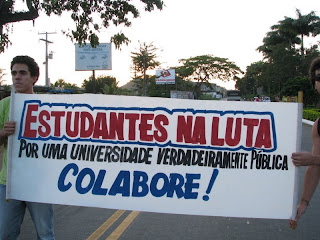 ESTUDANTES NA LUTA
POR UMA UNIVERSIDADE VERDADEIRAMENTE PÚBLICA
COLABORE!